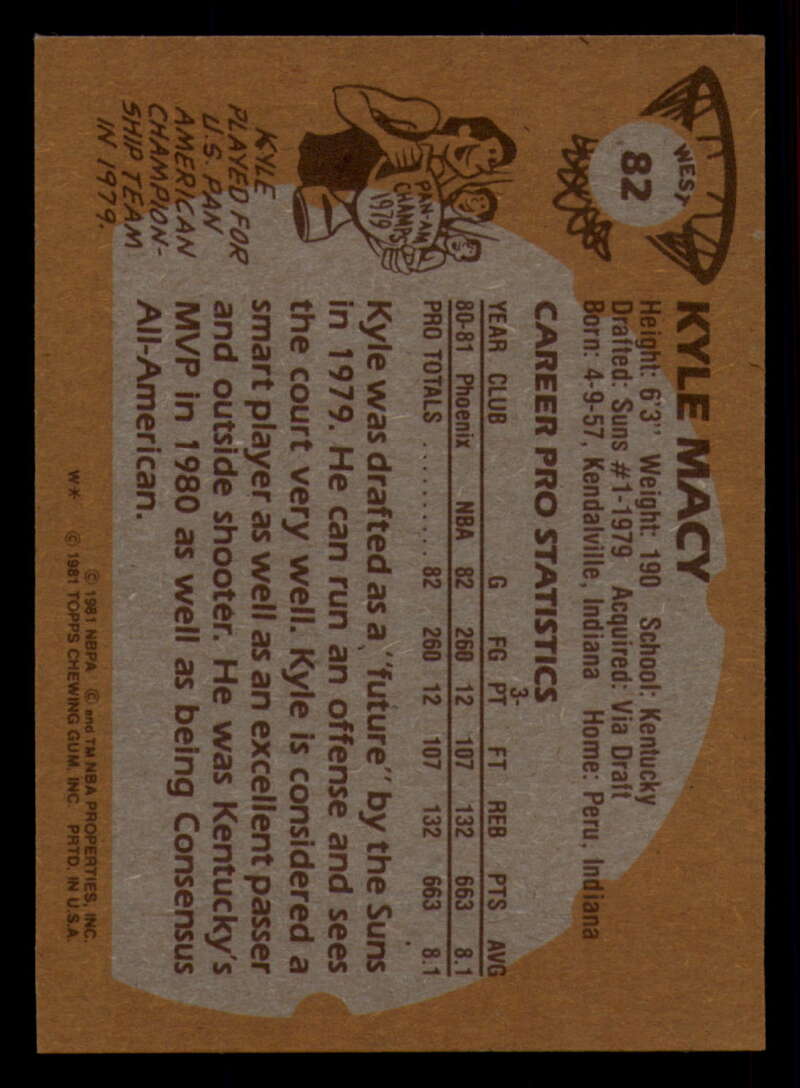 WEST
82
KYLE MACY
Height: 6'3" Weight: 190 School: Kentucky
Drafted: Suns #1-1979 Acquired: Via Draft
Born: 4-9-57, Kendalville, Indiana Home: Peru, Indiana
CAREER PRO STATISTICS
3-
YEAR CLUB G FG PT FT REB PTS AVG
80-81 Phoenix NBA 82 260 12 107 132 663 8.1
PRO TOTALS .......... 82 260 12 107 132 663 8.1
Kyle was drafted as a "future" by the Suns
in 1979. He can run an offense and sees
the court very well. Kyle is considered a
smart player as well as an excellent passer
and outside shooter. He was Kentucky's
MVP in 1980 as well as being Consensus
All-American.
PAN-AM
CHAMPS
1979
KYLE
PLAYED FOR
U.S. PAN
AMERICAN
CHAMPION-
SHIP TEAM
IN 1979.
© 1981 NBPA © and TM NBA PROPERTIES, INC.
W* © 1981 TOPPS CHEWING GUM, INC. PRTD. IN U.S.A.